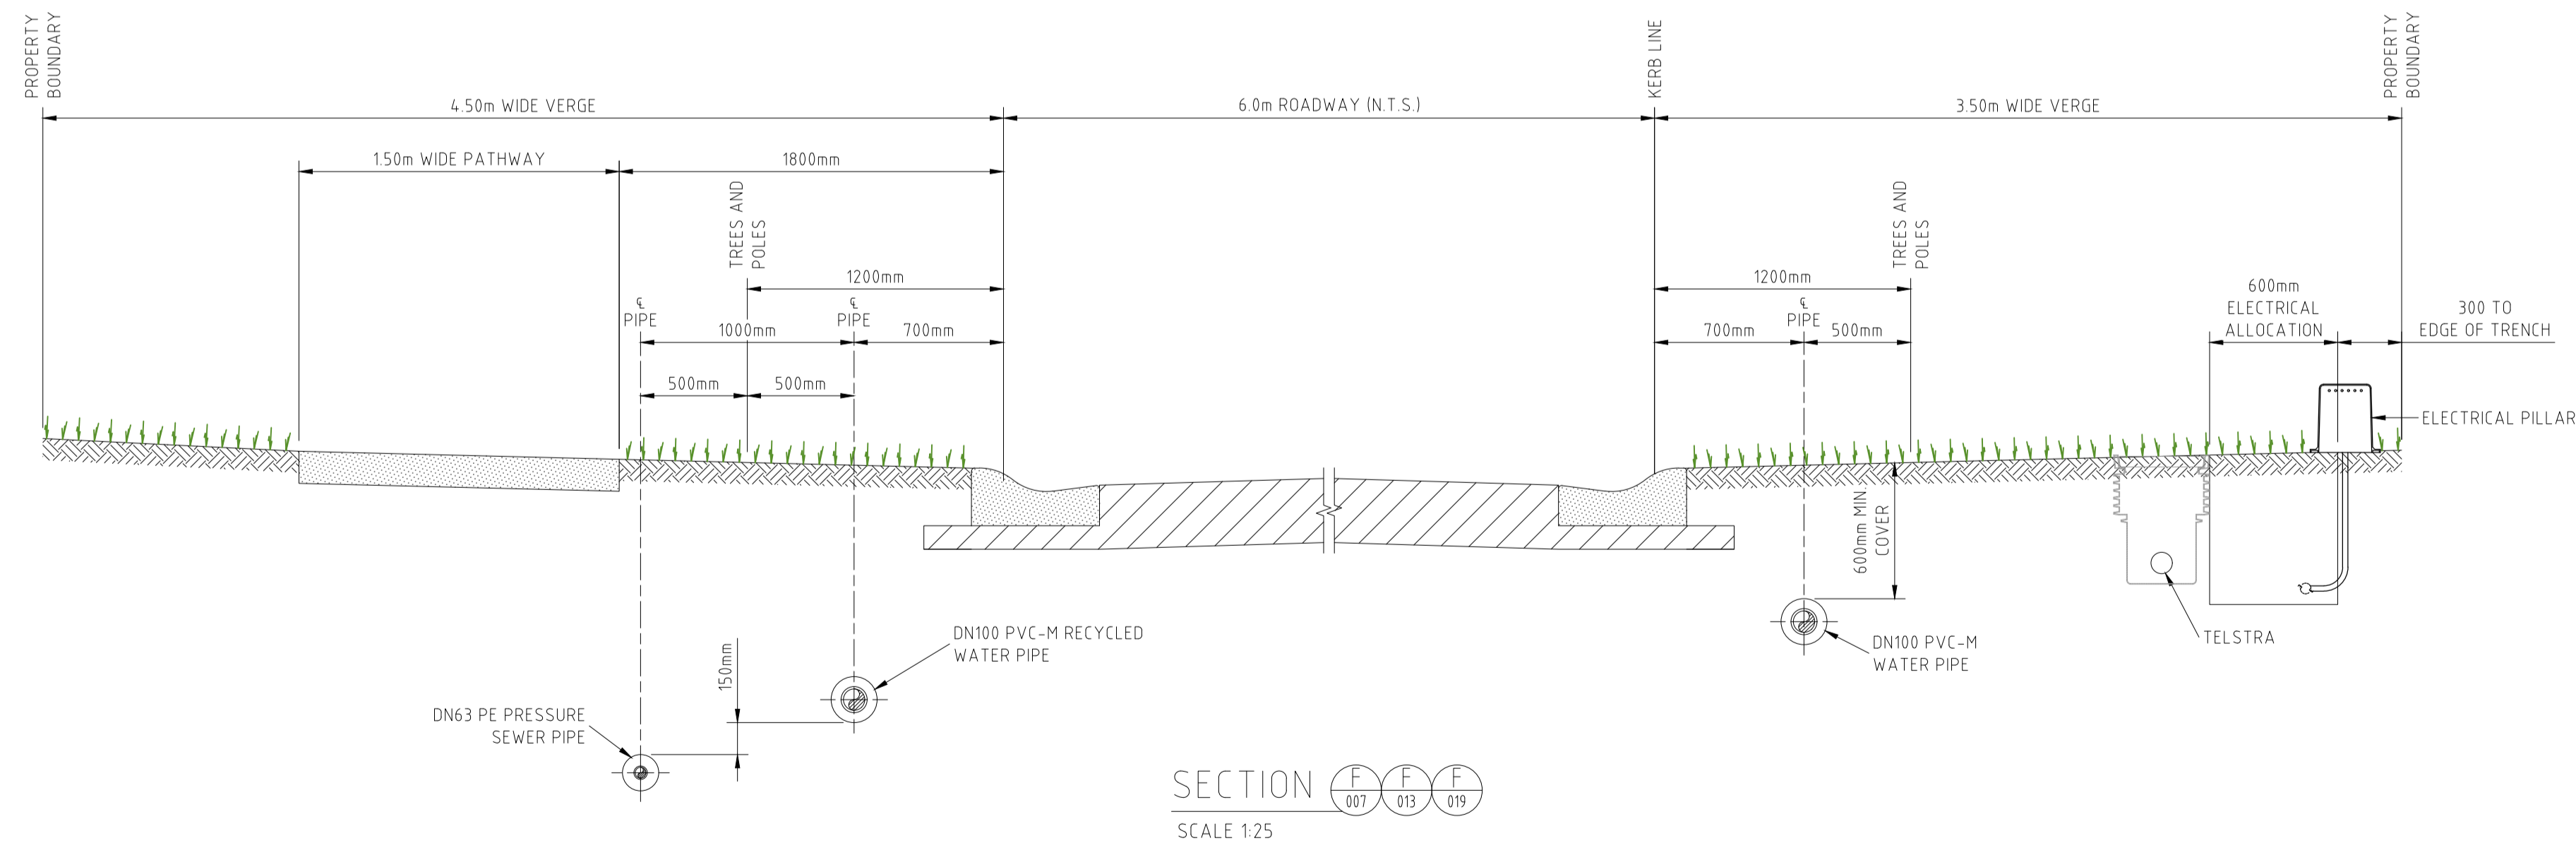 PROPERTY
BOUNDARY
KERB LINE
PROPERTY
BOUNDARY
4.50m WIDE VERGE
6.0m ROADWAY (N.T.S.)
3.50m WIDE VERGE
1.50m WIDE PATHWAY
1800mm
TREES AND
POLES
TREES AND
POLES
1200mm
1200mm
℄
PIPE
℄
PIPE
℄
PIPE
1000mm
700mm
700mm
500mm
600mm
ELECTRICAL
ALLOCATION
300 TO
EDGE OF TRENCH
500mm
500mm
ELECTRICAL PILLAR
600mm MIN.
COVER
DN100 PVC-M RECYCLED
WATER PIPE
DN100 PVC-M
WATER PIPE
TELSTRA
150mm
DN63 PE PRESSURE
SEWER PIPE
SECTION
F
007
F
013
F
019
SCALE 1:25